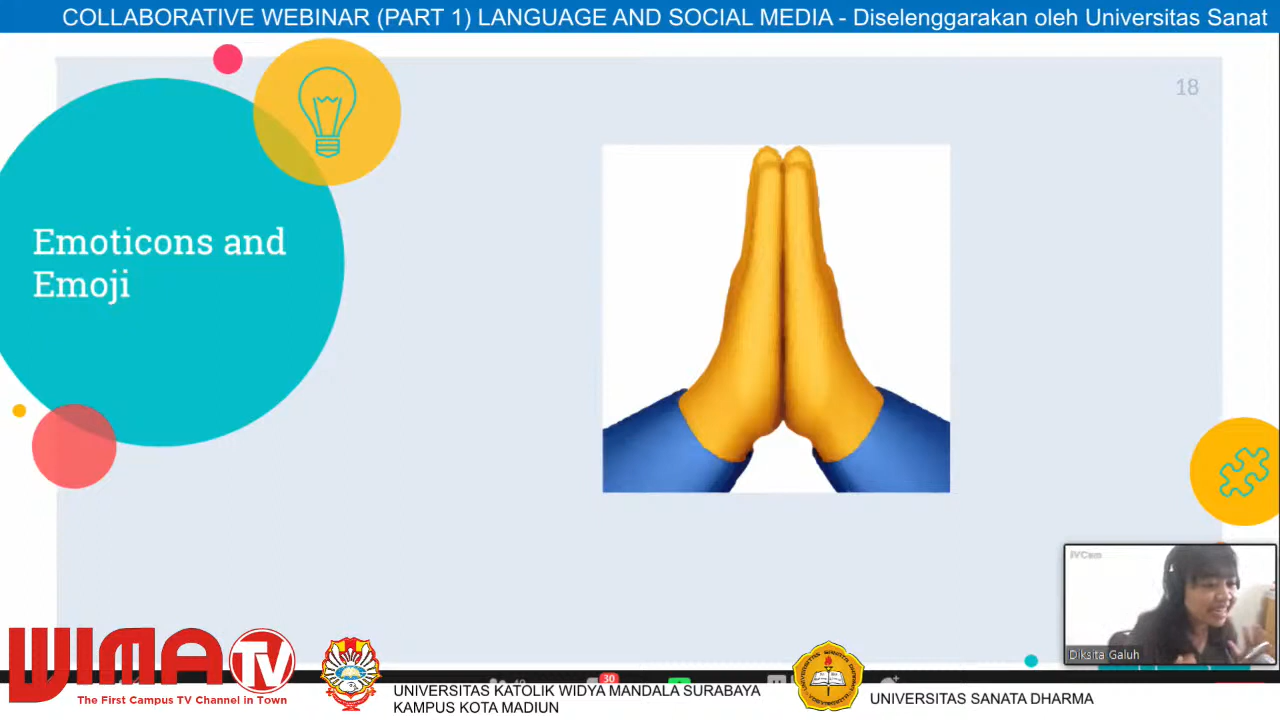 COLLABORATIVE WEBINAR (PART 1) LANGUAGE AND SOCIAL MEDIA - Diselenggarakan oleh Universitas Sanat
18
Emoticons and
Emoji
iVCam
Diksita Galuh
WIMA TV
The First Campus TV Channel in Town
30
UNIVERSITAS KATOLIK WIDYA MANDALA SURABAYA
KAMPUS KOTA MADIUN
UNIVERSITAS SANATA DHARMA